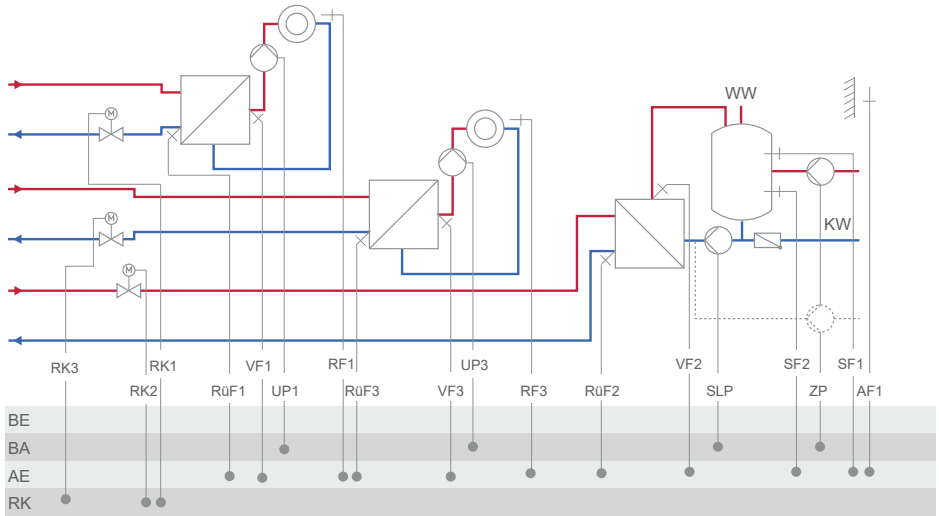 WW
M
M
KW
M
RK3
RK1
VF1
RF1
UP3
VF2
SF2
SF1
RK2
RüF1
UP1
RüF3
VF3
RF3
RüF2
SLP
ZP
AF1
BE
BA
AE
RK